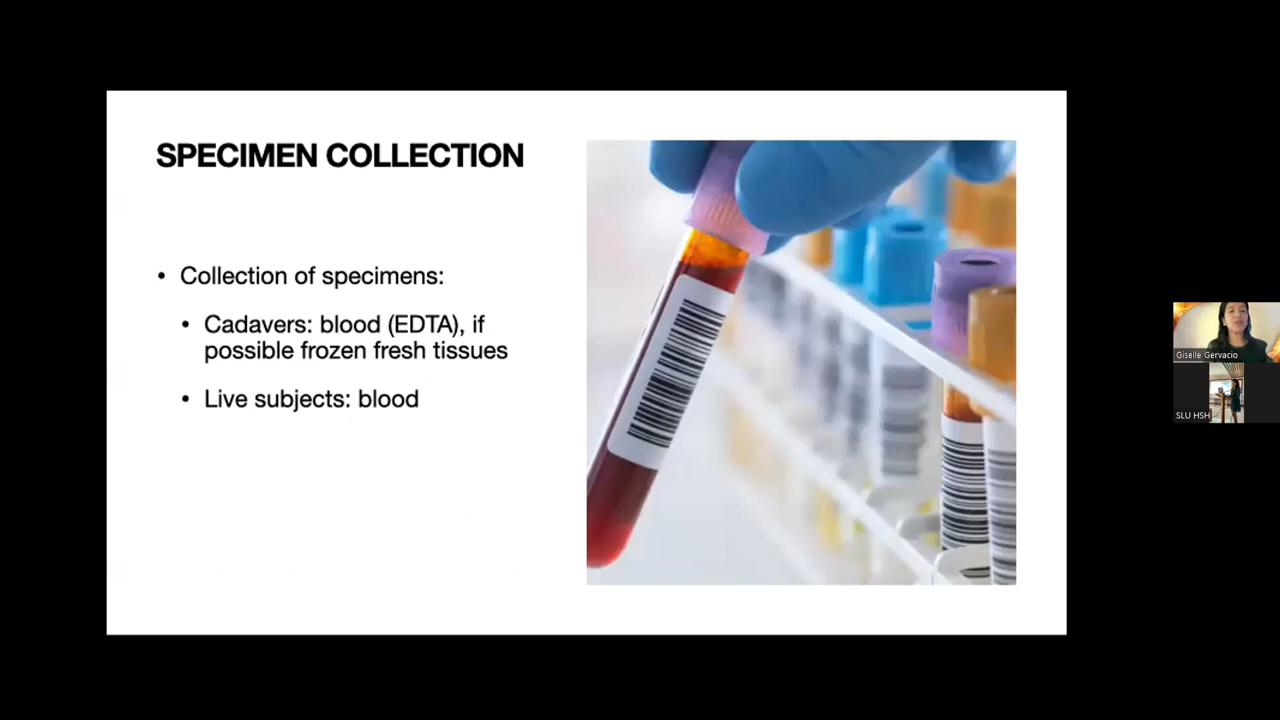 SPECIMEN COLLECTION
• Collection of specimens:
• Cadavers: blood (EDTA), if
possible frozen fresh tissues
• Live subjects: blood
Giselle Gervacio
SLU HSH